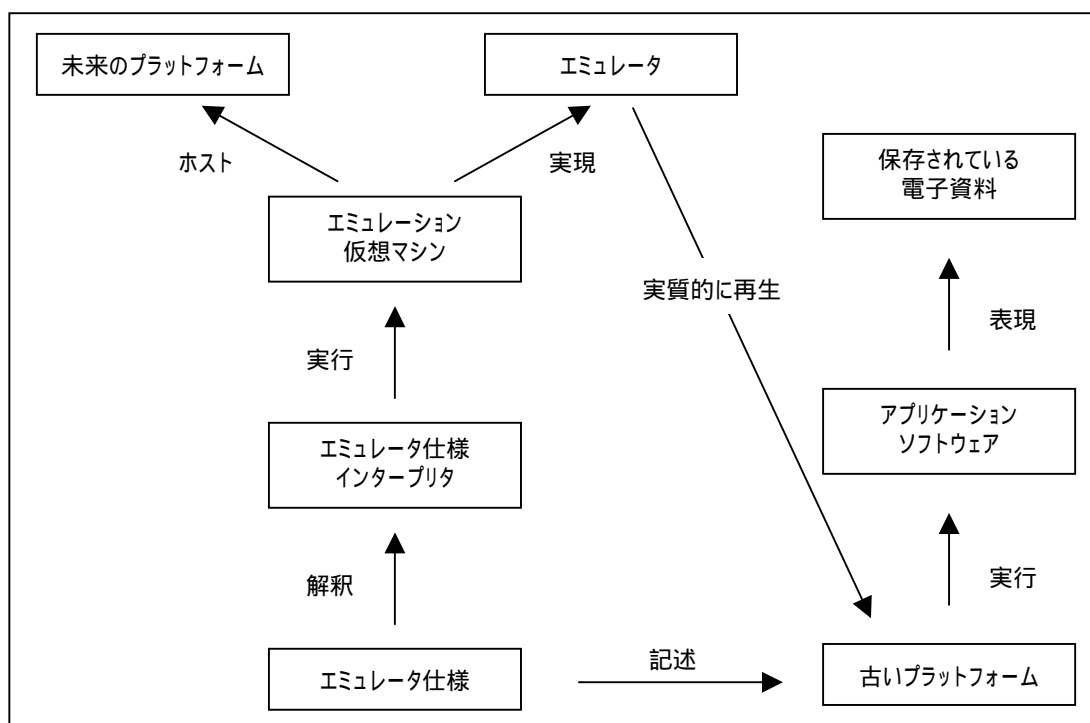 未来のプラットフォーム
エミュレータ
ホスト
実現
保存されている
電子資料
エミュレーション
仮想マシン
実質的に再生
表現
実行
アプリケーション
ソフトウェア
エミュレータ仕様
インタープリタ
解釈
実行
記述
エミュレータ仕様
古いプラットフォーム